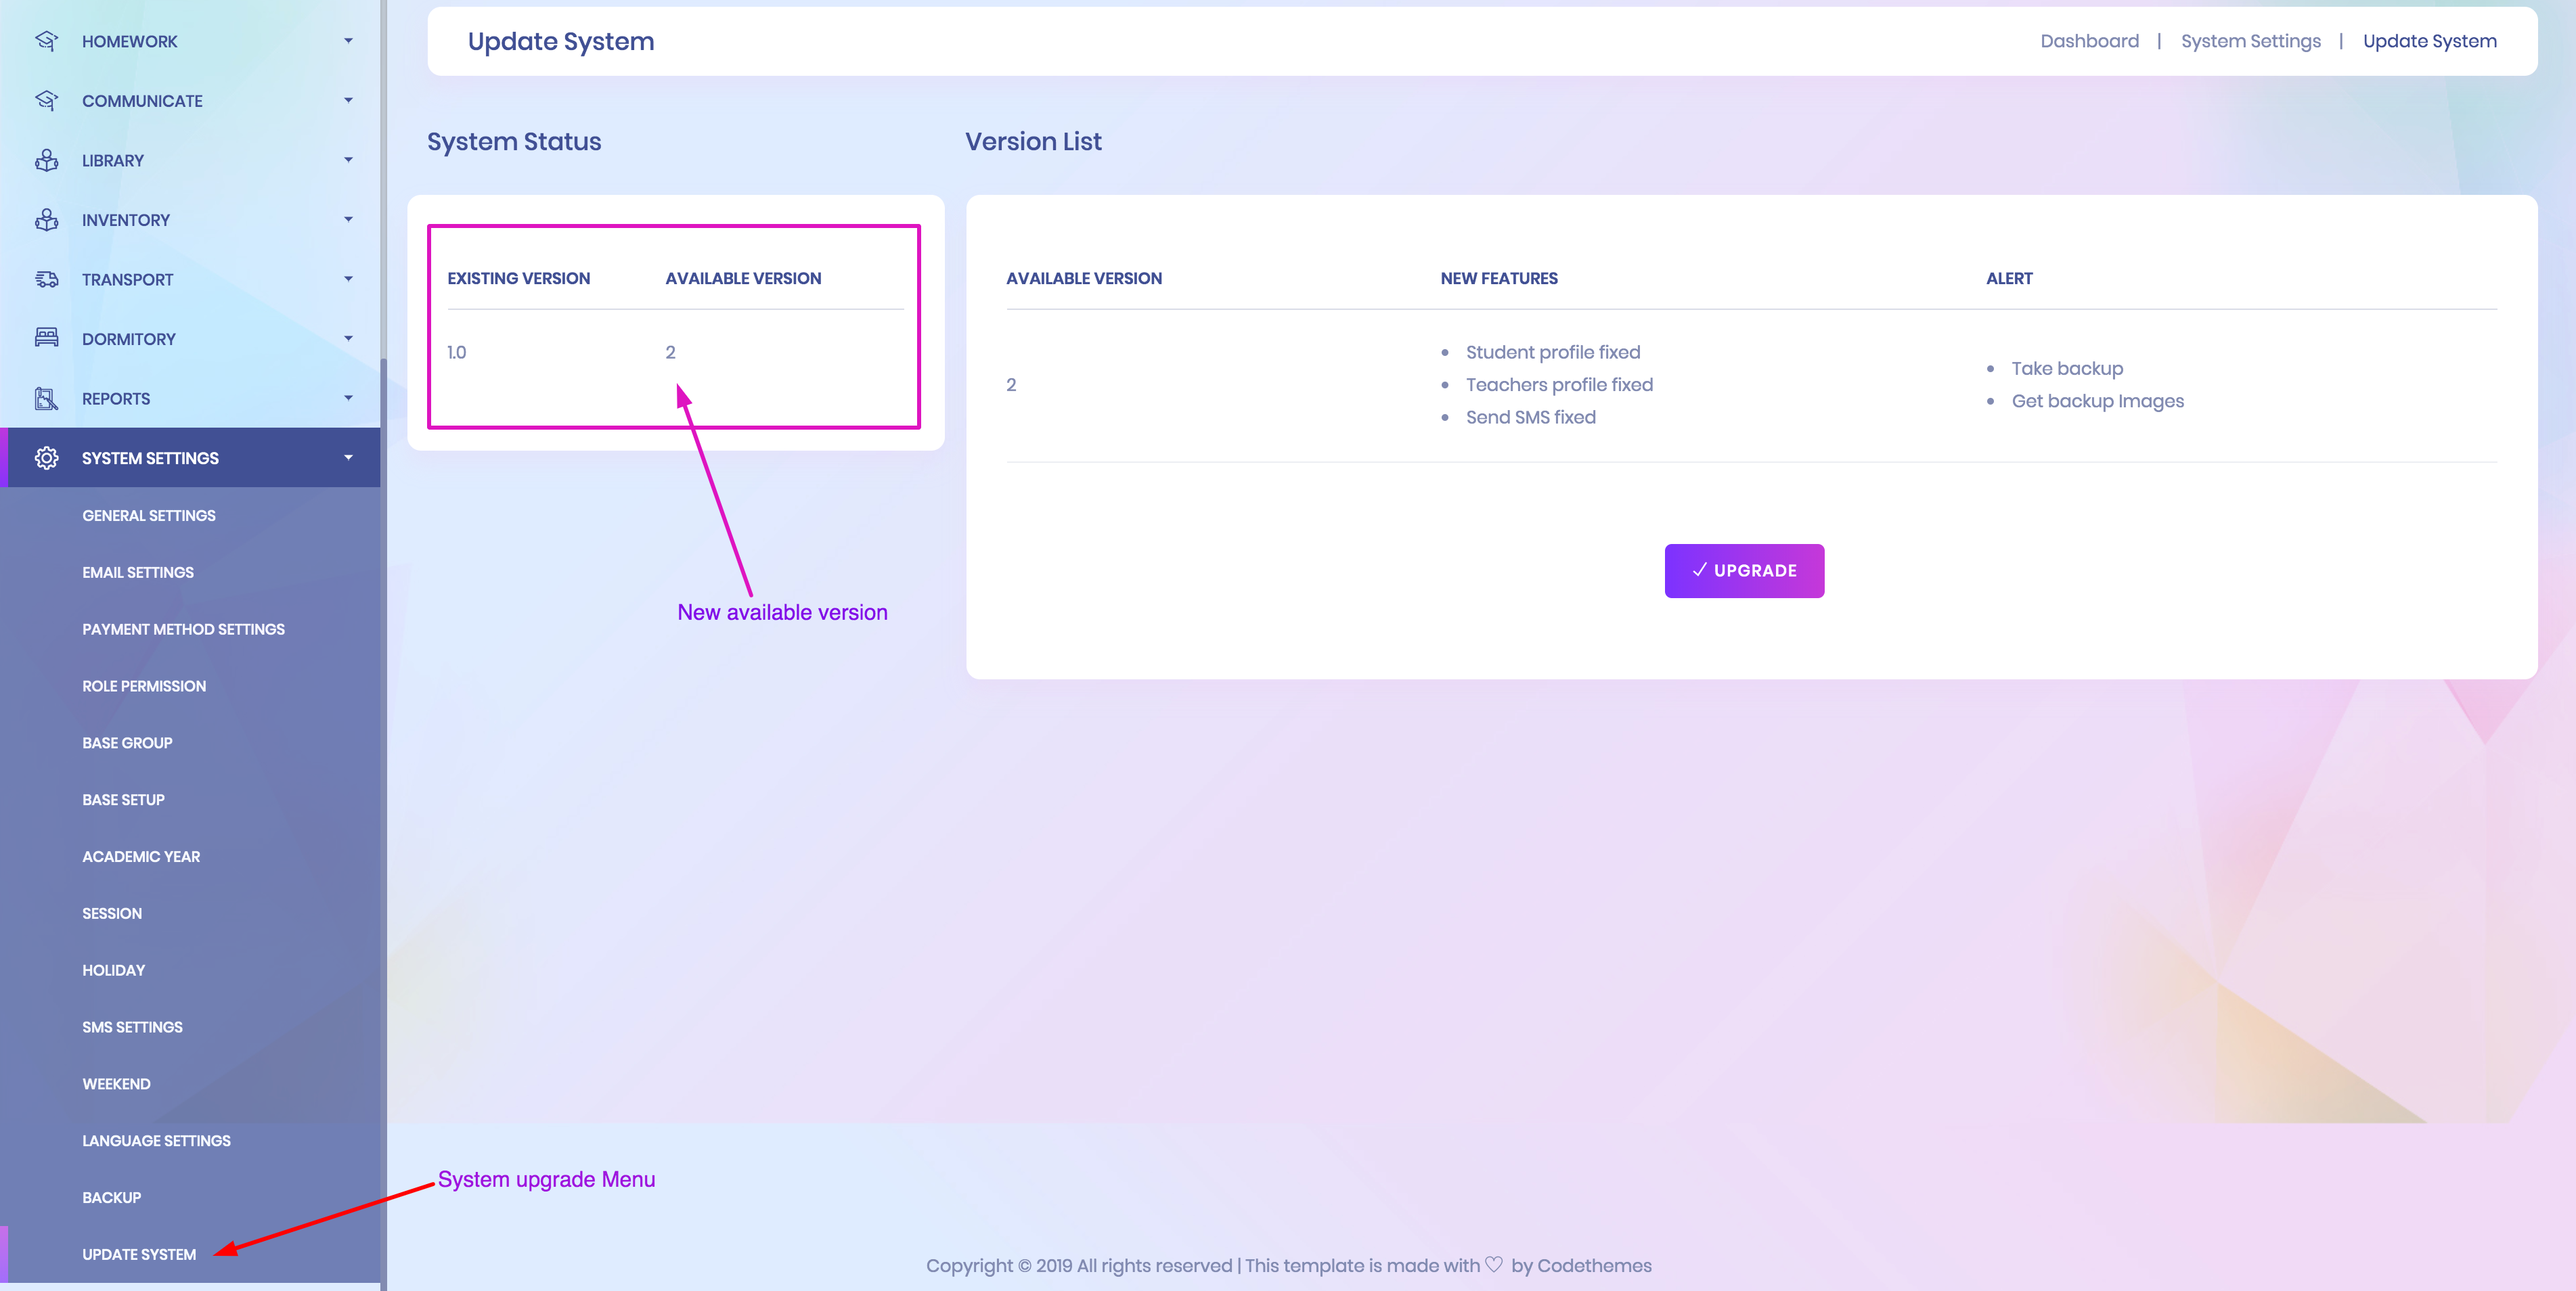 HOMEWORK
COMMUNICATE
LIBRARY
INVENTORY
TRANSPORT
DORMITORY
REPORTS
SYSTEM SETTINGS
GENERAL SETTINGS
EMAIL SETTINGS
PAYMENT METHOD SETTINGS
ROLE PERMISSION
BASE GROUP
BASE SETUP
ACADEMIC YEAR
SESSION
HOLIDAY
SMS SETTINGS
WEEKEND
LANGUAGE SETTINGS
BACKUP
UPDATE SYSTEM
Update System
Dashboard | System Settings | Update System
System Status
EXISTING VERSION AVAILABLE VERSION
1.0 2
New available version
Version List
AVAILABLE VERSION NEW FEATURES ALERT
2
• Student profile fixed
• Teachers profile fixed
• Send SMS fixed
• Take backup
• Get backup Images
✓ UPGRADE
System upgrade Menu
Copyright © 2019 All rights reserved | This template is made with ♡ by Codethemes